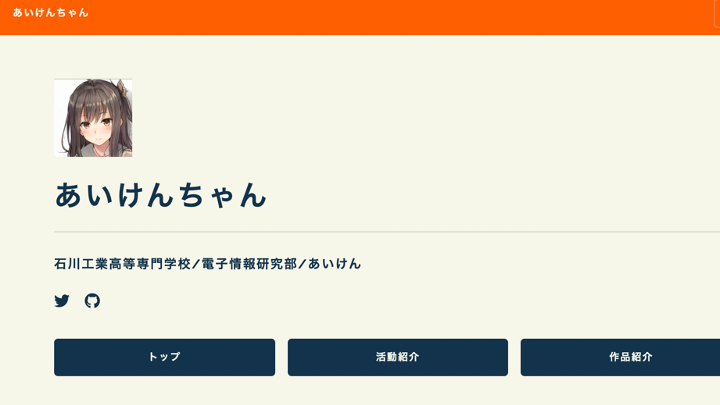 あいけんちゃん
あいけんちゃん
石川工業高等専門学校/電子情報研究部/あいけん
トップ
活動紹介
作品紹介